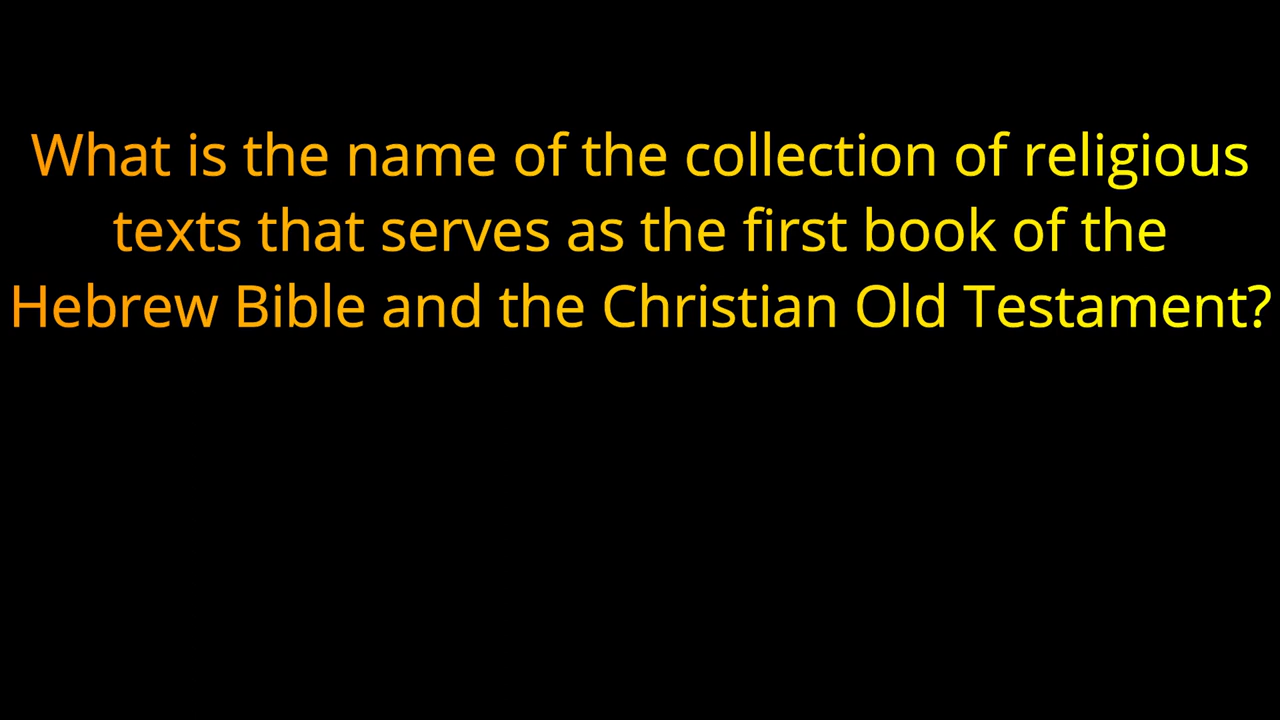 What is the name of the collection of religious
texts that serves as the first book of the
Hebrew Bible and the Christian Old Testament?